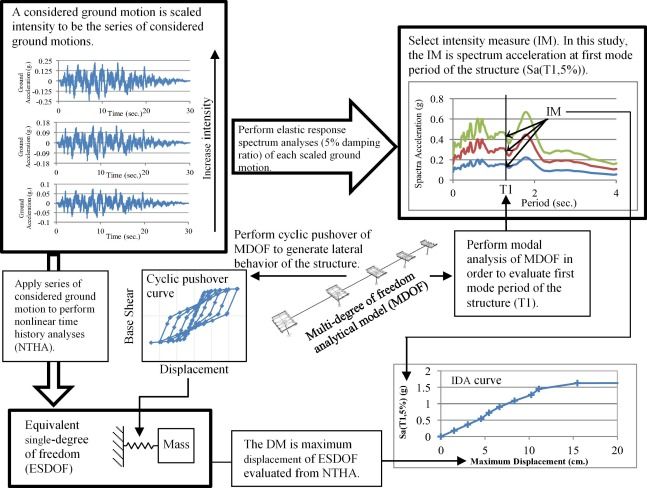 A considered ground motion is scaled
intensity to be the series of considered
ground motions.
Ground
Acceleration (g.)
0.25
0.13
0
-0.13
-0.25
0 10 20 30 40
Time (sec.)
Ground
Acceleration (g.)
0.18
0.09
0
-0.09
-0.18
0 10 20 30 40
Time (sec.)
Ground
Acceleration (g.)
0.1
0.05
0
-0.05
-0.1
0 10 20 30 40
Time (sec.)
Increase intensity
Perform elastic response
spectrum analyses (5% damping
ratio) of each scaled ground
motion.
Select intensity measure (IM). In this study,
the IM is spectrum acceleration at first mode
period of the structure (Sa(T1,5%)).
Spactra Acceleration (g)
0.8
0.6
0.4
0.2
0
IM
0 T1 2 4
Period (sec.)
Perform cyclic pushover of
MDOF to generate lateral
behavior of the structure.
Multi-degree of freedom
analytical model (MDOF)
Perform modal
analysis of MDOF in
order to evaluate first
mode period of the
structure (T1).
Apply series of
considered ground
motion to perform
nonlinear time
history analyses
(NTHA).
Cyclic pushover
curve
Base Shear
Displacement
Equivalent
single-degree
of freedom
(ESDOF)
Mass
The DM is maximum
displacement of ESDOF
evaluated from NTHA.
IDA curve
Sa(T1,5%) (g)
2
1.5
1
0.5
0
0 5 10 15 20
Maximum Displacement (cm.)